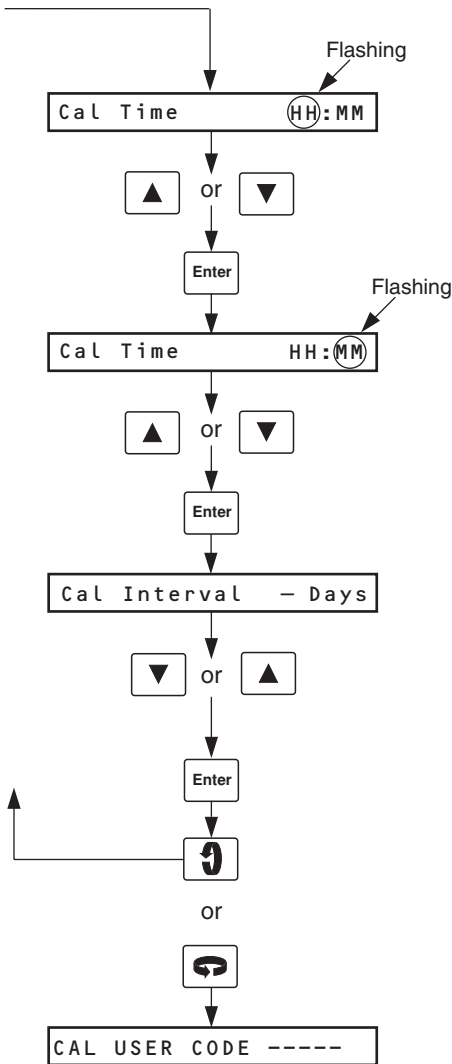 Flashing
Cal Time HH:MM
▲ or ▼
Enter
Flashing
Cal Time HH:MM
▲ or ▼
Enter
Cal Interval – Days
▼ or ▲
Enter
or
CAL USER CODE -----